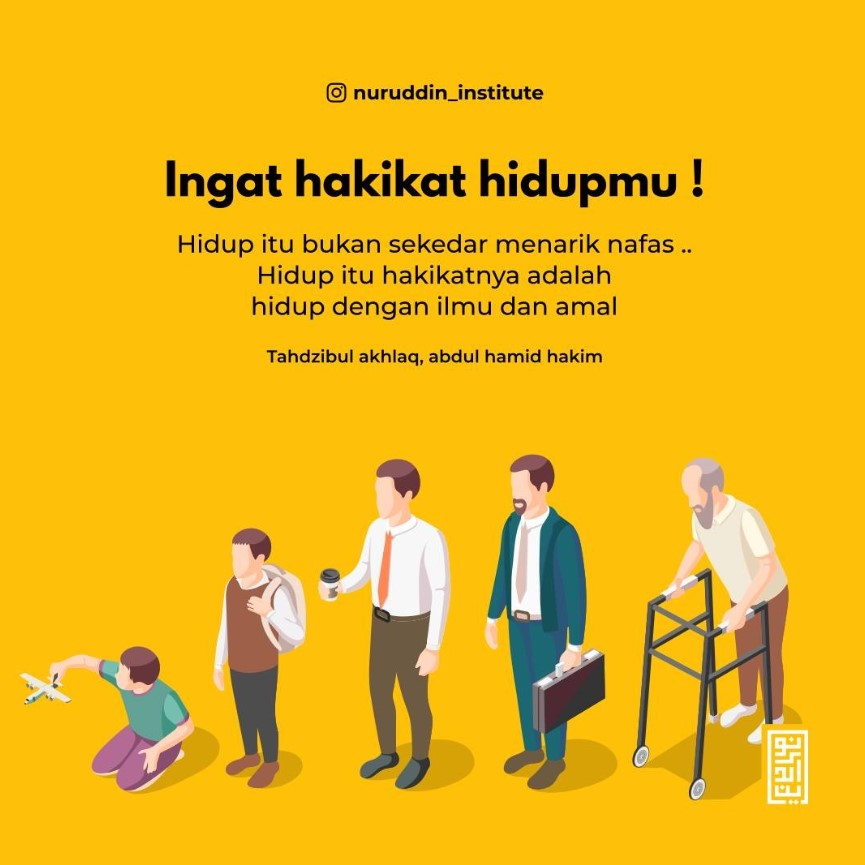 nuruddin_institute
Ingat hakikat hidupmu !
Hidup itu bukan sekedar menarik nafas ..
Hidup itu hakikatnya adalah
hidup dengan ilmu dan amal
Tahdzibul akhlaq, abdul hamid hakim